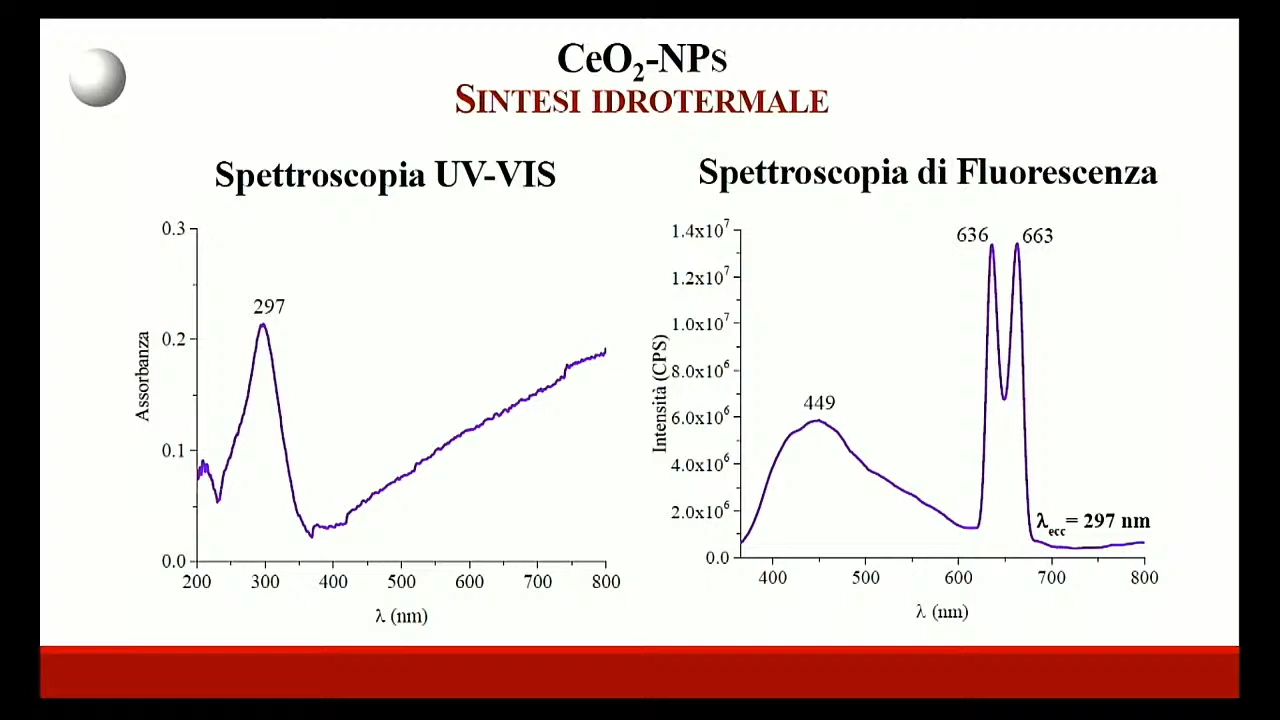 CeO₂-NPs
SINTESI IDROTERMALE
Spettroscopia UV-VIS
0.3
0.2
0.1
0.0
Assorbanza
297
200 300 400 500 600 700 800
λ (nm)
Spettroscopia di Fluorescenza
1.4x10⁷
1.2x10⁷
1.0x10⁷
8.0x10⁶
6.0x10⁶
4.0x10⁶
2.0x10⁶
0.0
Intensità (CPS)
449
636 663
λecc= 297 nm
400 500 600 700 800
λ (nm)